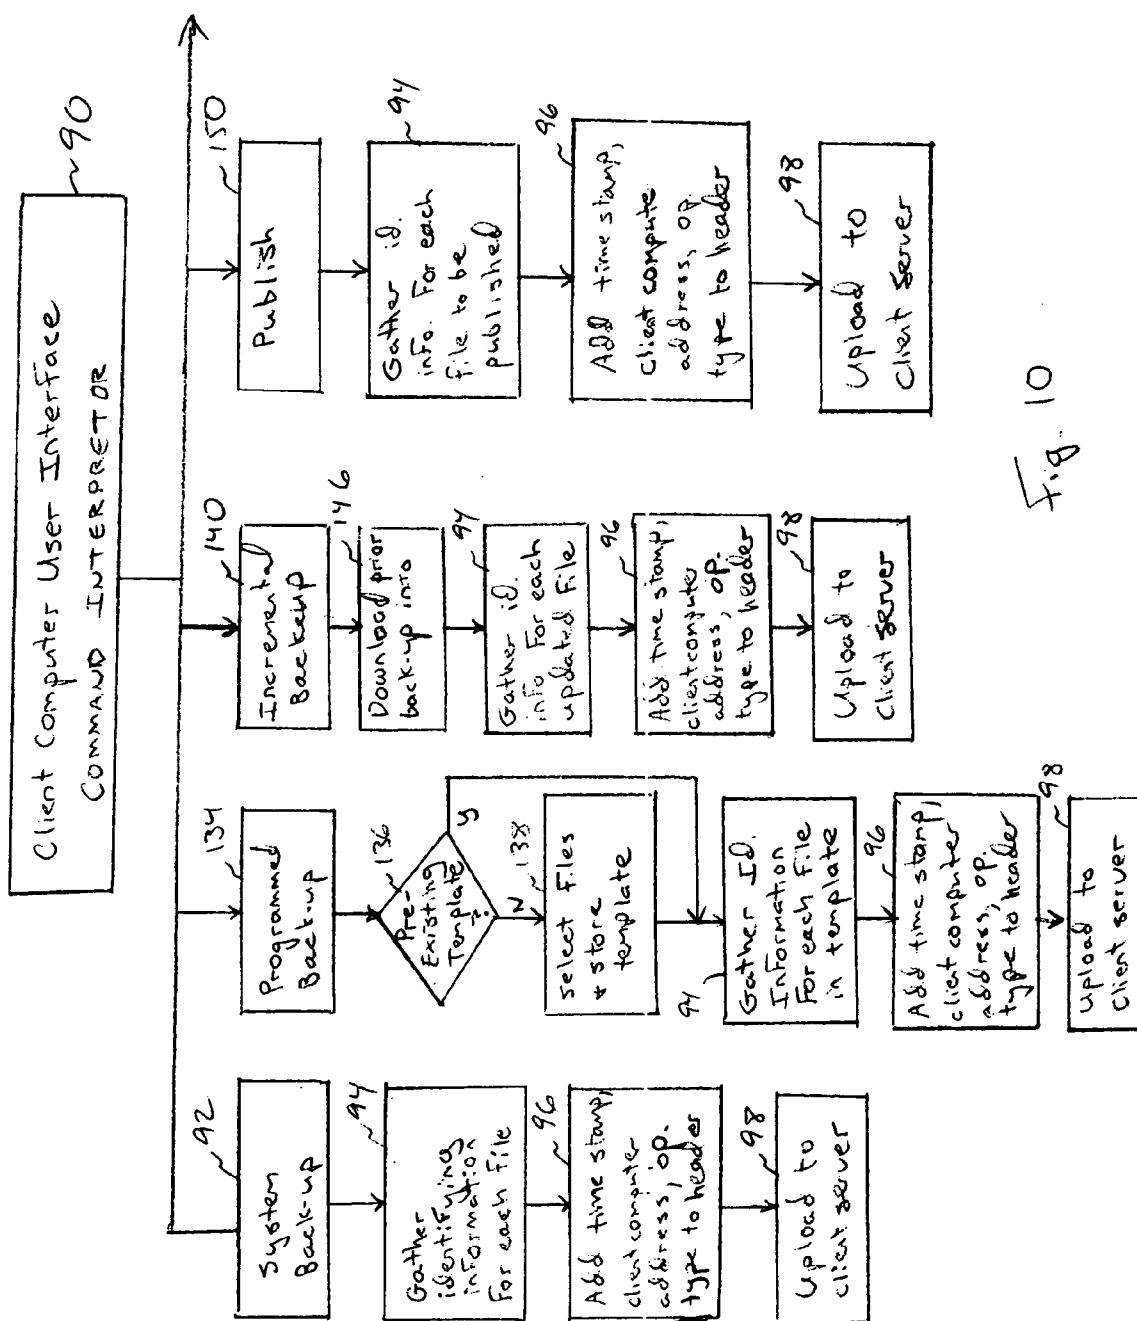 Client Computer User Interface
COMMAND INTERPRETOR
90
System
Back-up
92
Gather
identifying
information
For each file
94
Add time stamp,
client computer
address, op.
type to header
96
Upload to
client server
98
Programmed
Back-up
134
Pre-
Existing
Template
?
136
y
N
138
select files
+ store
template
Gather Id.
Information
For each file
in template
94
Add time stamp,
client computer
address, op.
type to header
96
upload to
Client server
98
Incremental
Backup
140
Download prior
back-up info
146
Gather id.
info For each
updated file
94
Add time stamp,
client computer
address, op.
type to header
96
Upload to
Client server
98
Publish
150
Gather id.
info. For each
file to be
published
94
Add time stamp,
client compute
address, op.
type to header
96
Upload to
Client server
98
Fig. 10